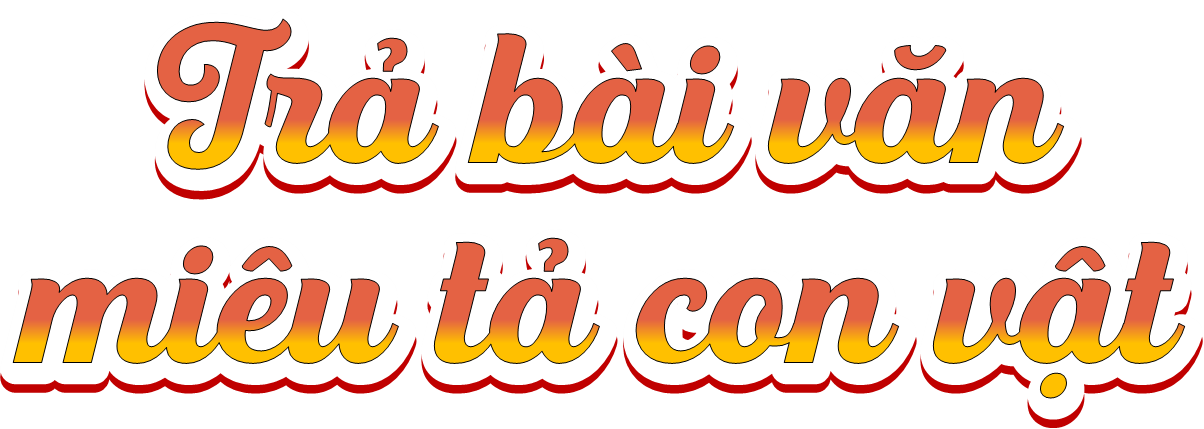 Trả bài văn
miêu tả con vật